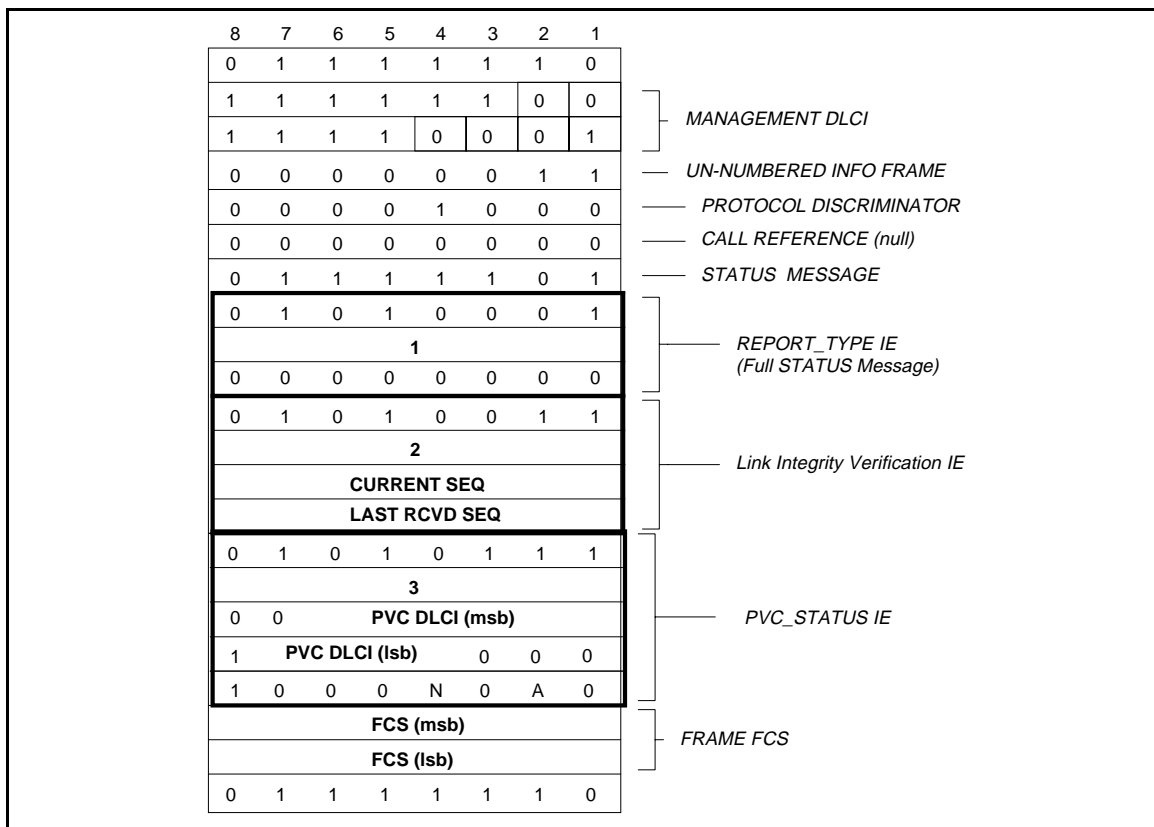 8 7 6 5 4 3 2 1
0 1 1 1 1 1 1 0
1 1 1 1 1 1 0 0
MANAGEMENT DLCI
1 1 1 1 0 0 0 1
0 0 0 0 0 0 1 1 UN-NUMBERED INFO FRAME
0 0 0 0 1 0 0 0 PROTOCOL DISCRIMINATOR
0 0 0 0 0 0 0 0 CALL REFERENCE (null)
0 1 1 1 1 1 0 1 STATUS MESSAGE
0 1 0 1 0 0 0 1
1 REPORT_TYPE IE
(Full STATUS Message)
0 0 0 0 0 0 0 0
0 1 0 1 0 0 1 1
2
Link Integrity Verification IE
CURRENT SEQ
LAST RCVD SEQ
0 1 0 1 0 1 1 1
3
0 0 PVC DLCI (msb) PVC_STATUS IE
1 PVC DLCI (lsb) 0 0 0
1 0 0 0 N 0 A 0
FCS (msb)
FRAME FCS
FCS (lsb)
0 1 1 1 1 1 1 0